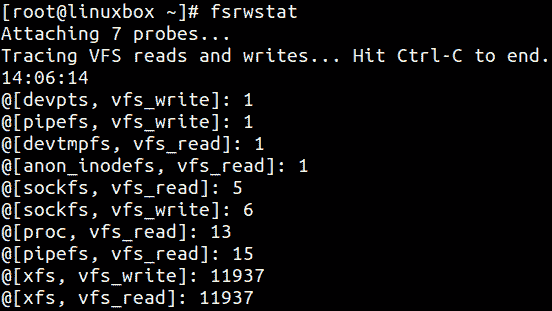 [root@linuxbox ~]# fsrwstat
Attaching 7 probes...
Tracing VFS reads and writes... Hit Ctrl-C to end.
14:06:14
@[devpts, vfs_write]: 1
@[pipefs, vfs_write]: 1
@[devtmpfs, vfs_read]: 1
@[anon_inodefs, vfs_read]: 1
@[sockfs, vfs_read]: 5
@[sockfs, vfs_write]: 6
@[proc, vfs_read]: 13
@[pipefs, vfs_read]: 15
@[xfs, vfs_write]: 11937
@[xfs, vfs_read]: 11937